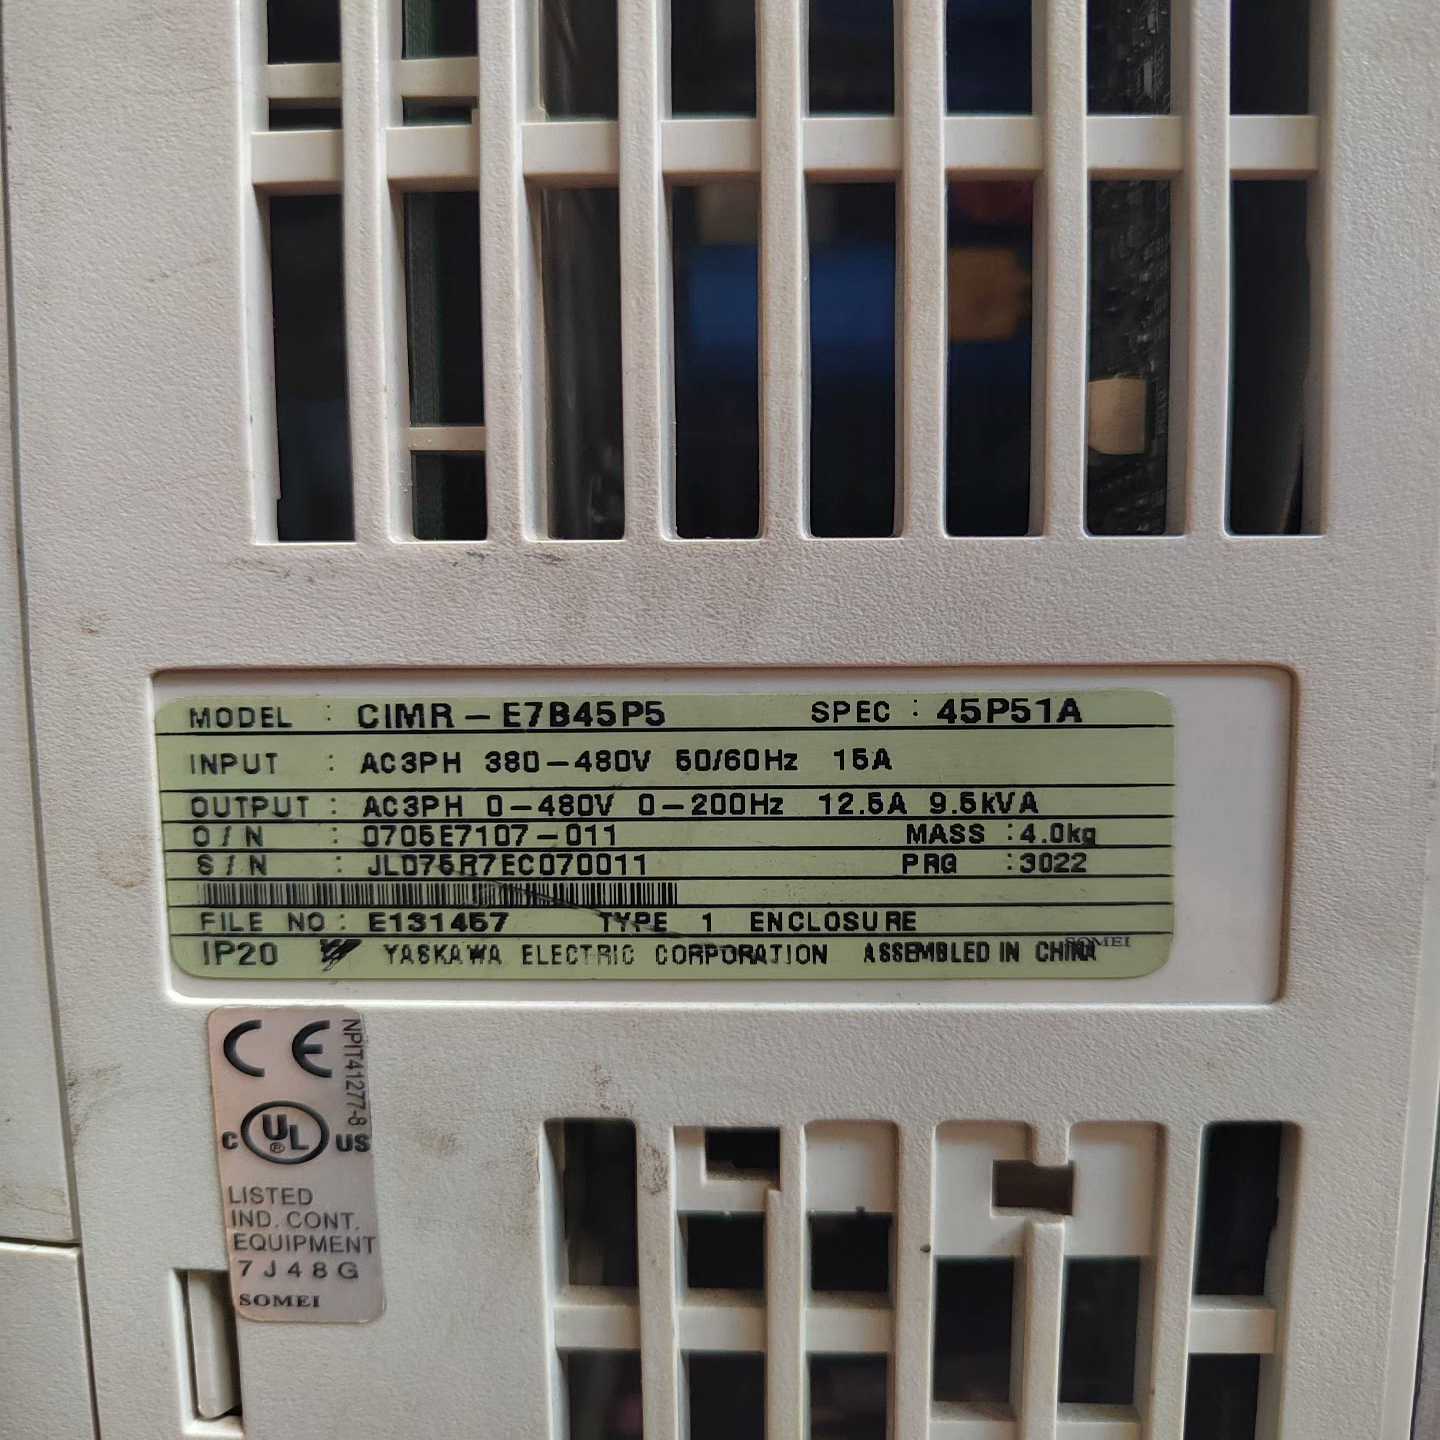 MODEL : CIMR-E7B45P5 SPEC : 45P51A
INPUT : AC3PH 380-480V 50/60Hz 15A
OUTPUT : AC3PH 0-480V 0-200Hz 12.5A 9.5kVA
O/N : 0705E7107-011 MASS : 4.0kg
S/N : JL075R7EC070011 PRG : 3022
FILE NO : E131457 TYPE 1 ENCLOSURE
IP20 YASKAWA ELECTRIC CORPORATION ASSEMBLED IN CHINA SOMEI
CE NPIT41277-8
C UL ® US
LISTED
IND. CONT.
EQUIPMENT
7J48G
SOMEI